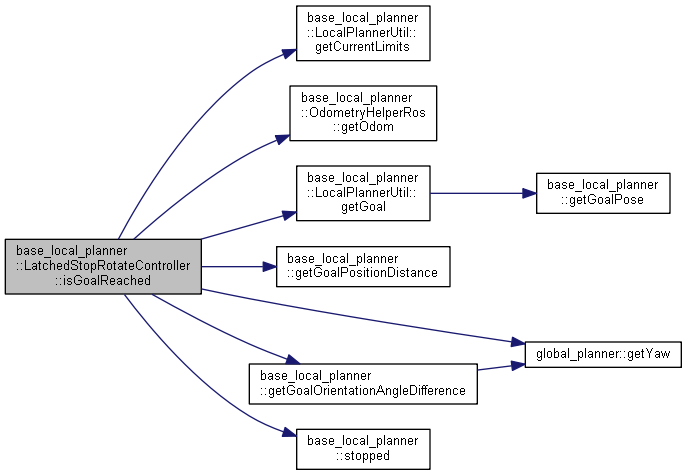 base_local_planner
::LatchedStopRotateController
::isGoalReached
base_local_planner
::LocalPlannerUtil::
getCurrentLimits
base_local_planner
::OdometryHelperRos
::getOdom
base_local_planner
::LocalPlannerUtil::
getGoal
base_local_planner
::getGoalPose
base_local_planner
::getGoalPositionDistance
global_planner::getYaw
base_local_planner
::getGoalOrientationAngleDifference
base_local_planner
::stopped